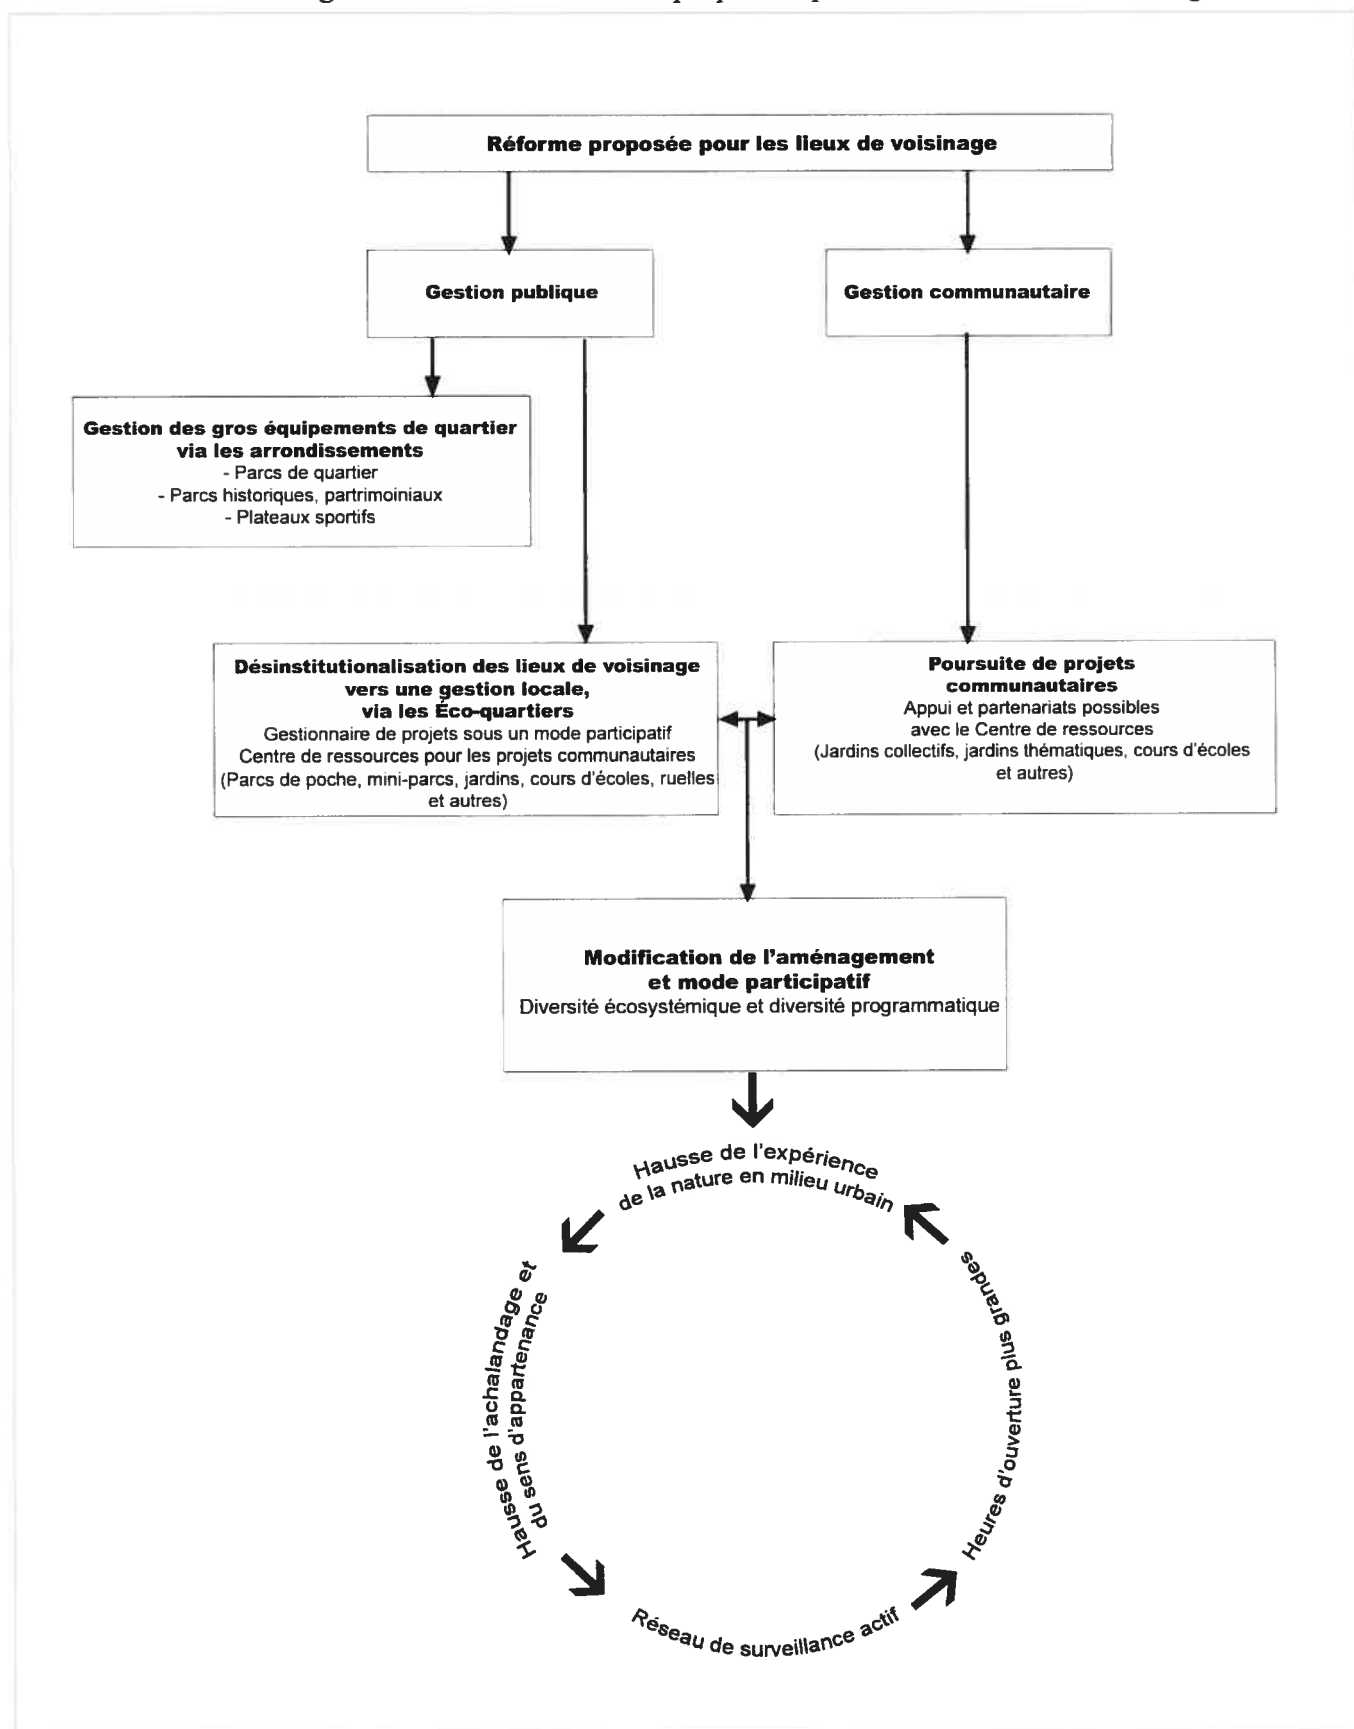 Réforme proposée pour les lieux de voisinage
Gestion publique
Gestion communautaire
Gestion des gros équipements de quartier
via les arrondissements
- Parcs de quartier
- Parcs historiques, partrimoiniaux
- Plateaux sportifs
Désinstitutionalisation des lieux de voisinage
vers une gestion locale,
via les Éco-quartiers
Gestionnaire de projets sous un mode participatif
Centre de ressources pour les projets communautaires
(Parcs de poche, mini-parcs, jardins, cours d'écoles, ruelles
et autres)
Poursuite de projets
communautaires
Appui et partenariats possibles
avec le Centre de ressources
(Jardins collectifs, jardins thématiques, cours d'écoles
et autres)
Modification de l'aménagement
et mode participatif
Diversité écosystémique et diversité programmatique
Hausse de l'expérience
de la nature en milieu urbain
Hausse de l'achalandage et
du sens d'appartenance
Réseau de surveillance actif
Heures d'ouverture plus grandes